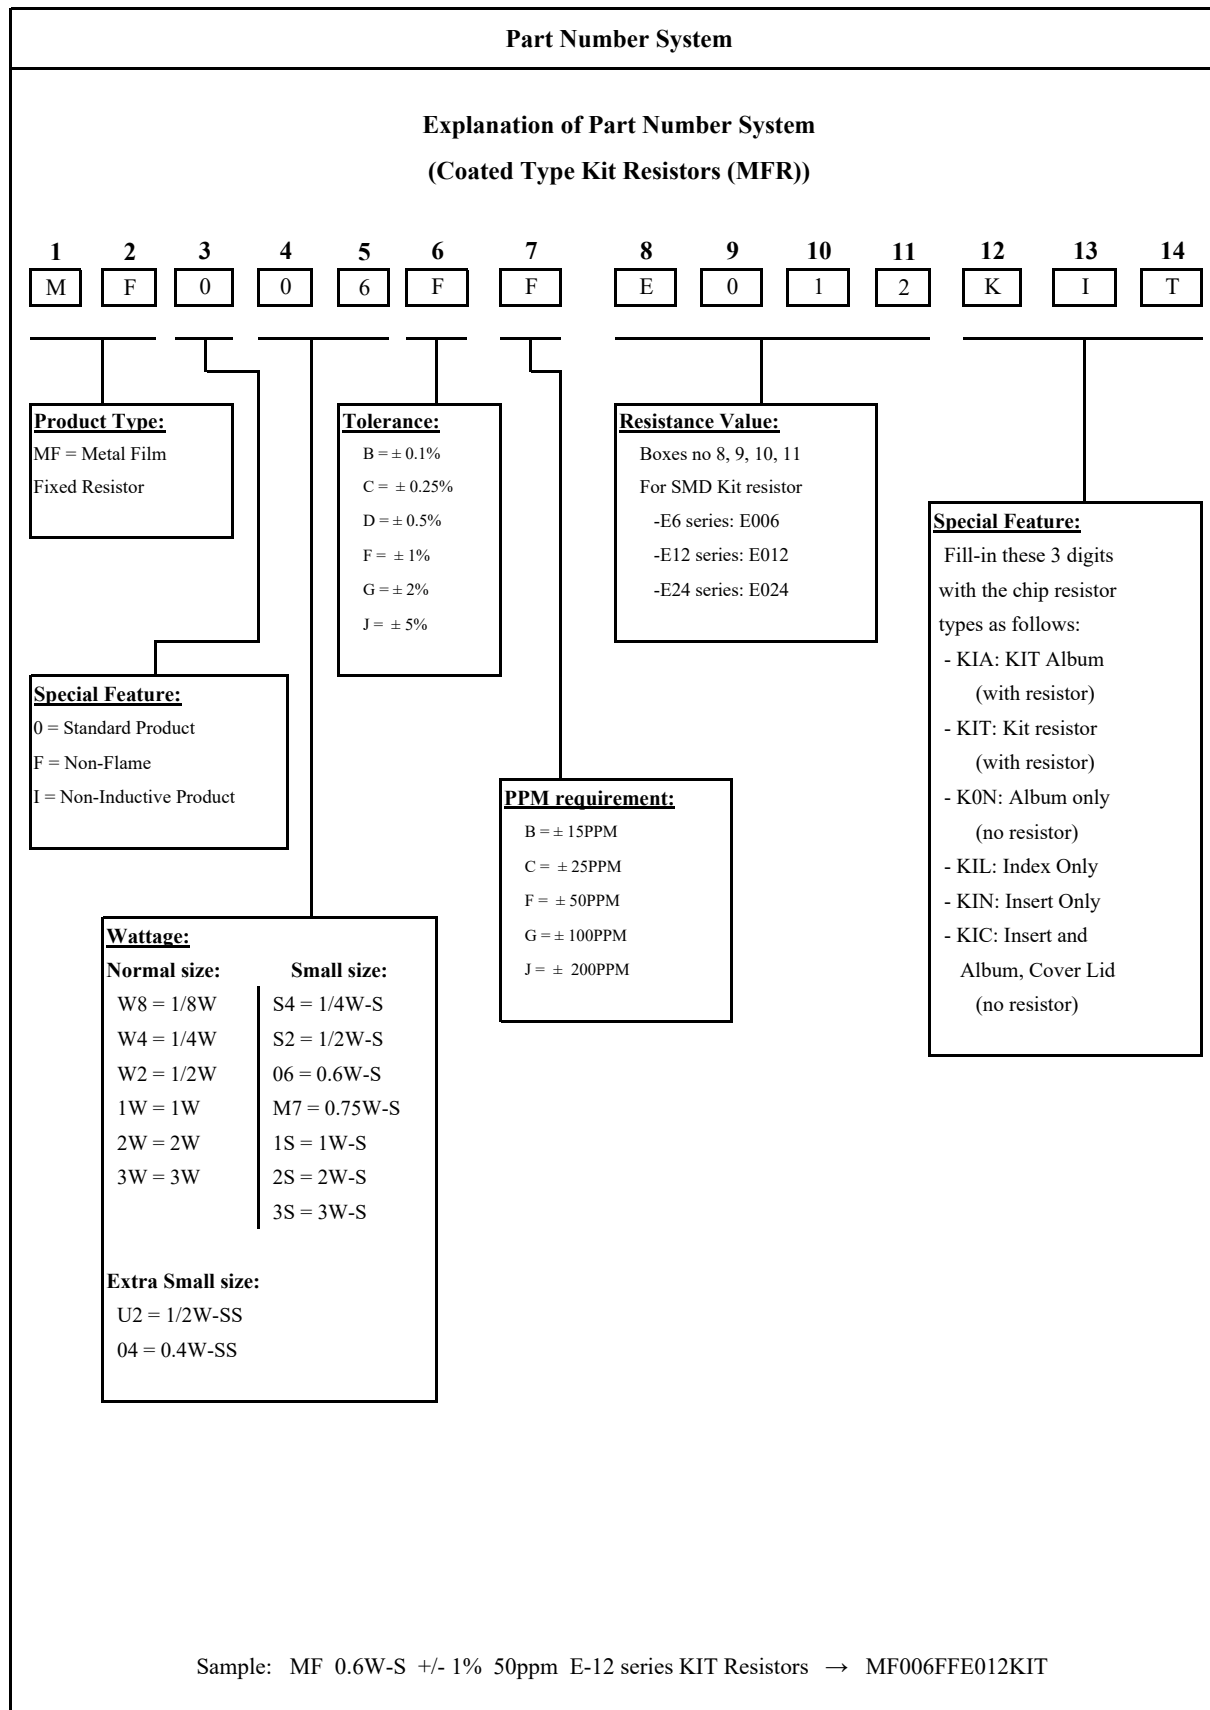 Part Number System
Explanation of Part Number System
(Coated Type Kit Resistors (MFR))
1 2 3 4 5 6 7 8 9 10 11 12 13 14
M F 0 0 6 F F E 0 1 2 K I T
Product Type:
MF = Metal Film
Fixed Resistor
Tolerance:
B = ± 0.1%
C = ± 0.25%
D = ± 0.5%
F = ± 1%
G = ± 2%
J = ± 5%
Resistance Value:
Boxes no 8, 9, 10, 11
For SMD Kit resistor
-E6 series: E006
-E12 series: E012
-E24 series: E024
Special Feature:
Fill-in these 3 digits
with the chip resistor
types as follows:
- KIA: KIT Album
(with resistor)
- KIT: Kit resistor
(with resistor)
- K0N: Album only
(no resistor)
- KIL: Index Only
- KIN: Insert Only
- KIC: Insert and
Album, Cover Lid
(no resistor)
Special Feature:
0 = Standard Product
F = Non-Flame
I = Non-Inductive Product
PPM requirement:
B = ± 15PPM
C = ± 25PPM
F = ± 50PPM
G = ± 100PPM
J = ± 200PPM
Wattage:
Normal size:
W8 = 1/8W
W4 = 1/4W
W2 = 1/2W
1W = 1W
2W = 2W
3W = 3W
Small size:
S4 = 1/4W-S
S2 = 1/2W-S
06 = 0.6W-S
M7 = 0.75W-S
1S = 1W-S
2S = 2W-S
3S = 3W-S
Extra Small size:
U2 = 1/2W-SS
04 = 0.4W-SS
Sample: MF 0.6W-S +/- 1% 50ppm E-12 series KIT Resistors → MF006FFE012KIT